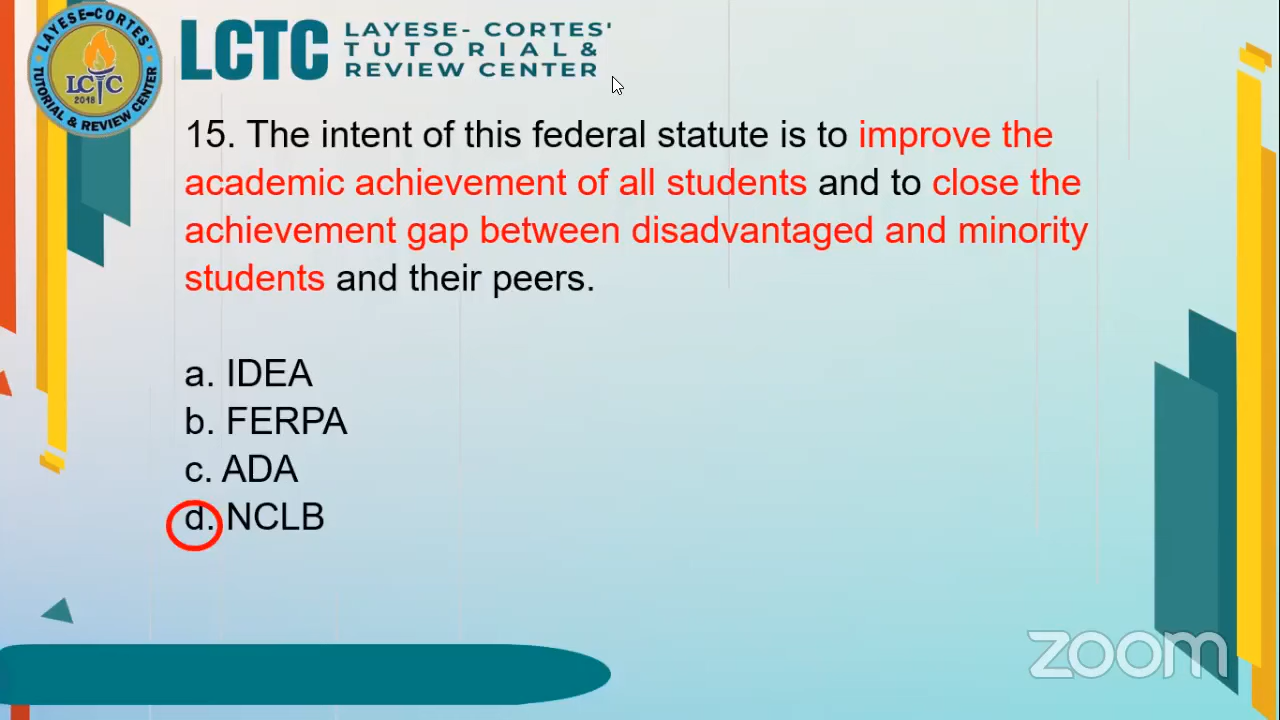 LAYESE-CORTES'
TUTORIAL & REVIEW CENTER
LCTC
2018
LCTC
LAYESE- CORTES'
TUTORIAL &
REVIEW CENTER
15. The intent of this federal statute is to improve the
academic achievement of all students and to close the
achievement gap between disadvantaged and minority
students and their peers.
a. IDEA
b. FERPA
c. ADA
d. NCLB
zoom